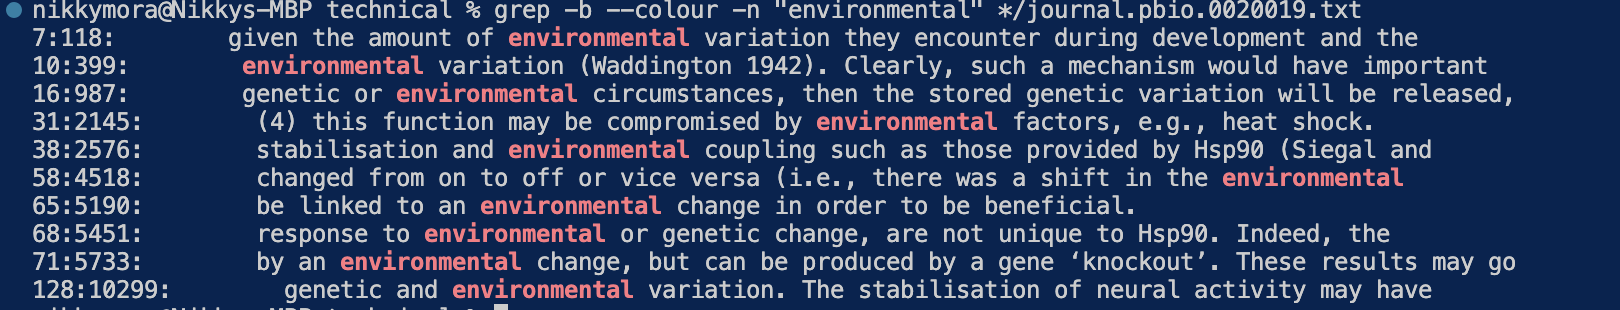 nikkymora@Nikkys-MBP technical % grep -b --colour -n "environmental" */journal.pbio.0020019.txt
7:118: given the amount of environmental variation they encounter during development and the
10:399: environmental variation (Waddington 1942). Clearly, such a mechanism would have important
16:987: genetic or environmental circumstances, then the stored genetic variation will be released,
31:2145: (4) this function may be compromised by environmental factors, e.g., heat shock.
38:2576: stabilisation and environmental coupling such as those provided by Hsp90 (Siegal and
58:4518: changed from on to off or vice versa (i.e., there was a shift in the environmental
65:5190: be linked to an environmental change in order to be beneficial.
68:5451: response to environmental or genetic change, are not unique to Hsp90. Indeed, the
71:5733: by an environmental change, but can be produced by a gene ‘knockout’. These results may go
128:10299: genetic and environmental variation. The stabilisation of neural activity may have